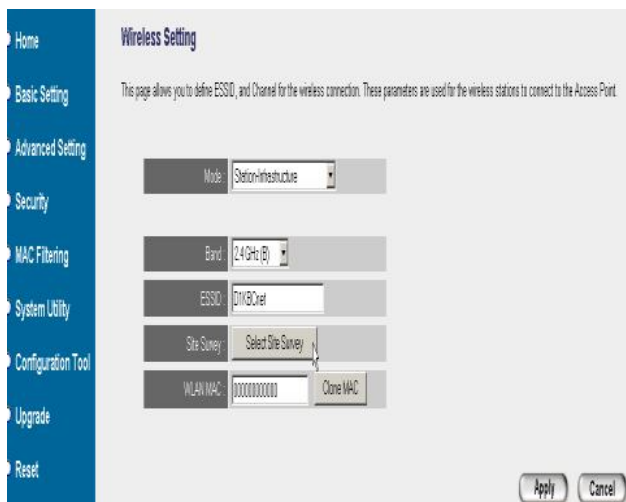 Home
Basic Setting
Advanced Setting
Security
MAC Filtering
System Utility
Configuration Tool
Upgrade
Reset
Wireless Setting
This page allows you to define ESSID, and Channel for the wireless connection. These parameters are used for the wireless stations to connect to the Access Point.
Mode : Station-Infrastructure
Band : 2.4 GHz (B)
ESSID : D1KBCnet
Site Survey : Select Site Survey
WLAN MAC : 000000000000 Clone MAC
Apply Cancel